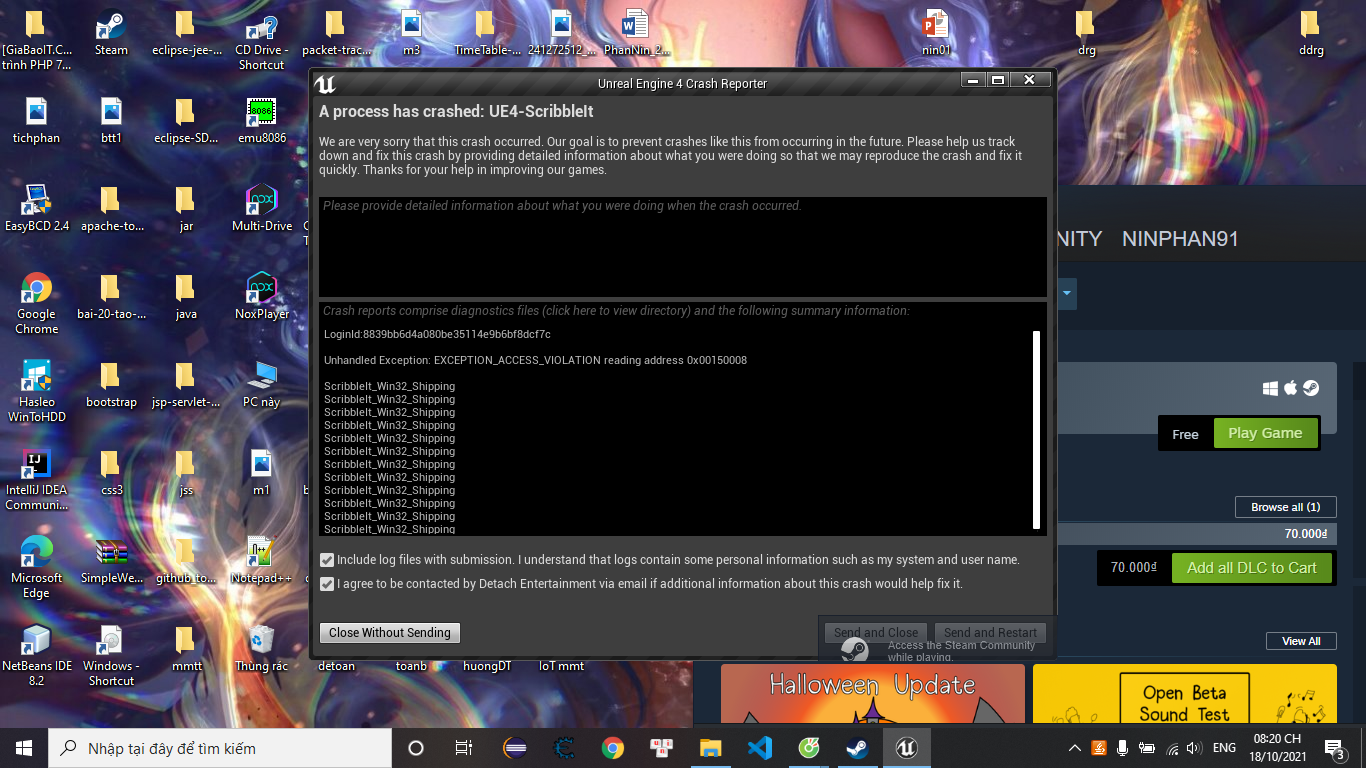 [GiaBaoIT.C...
trình PHP 7...
Steam
eclipse-jee-...
CD Drive -
Shortcut
packet-trac...
m3
TimeTable-...
241272512_...
PhanNin_2...
nin01
drg
ddrg
tichphan
btt1
eclipse-SD...
8086
emu8086
EasyBCD 2.4
apache-to...
jar
nox
Multi-Drive
Google
Chrome
bai-20-tao-...
java
nox
NoxPlayer
Hasleo
WinToHDD
bootstrap
jsp-servlet-...
PC này
IntelliJ IDEA
Communi...
css3
jss
m1
Microsoft
Edge
SimpleWe...
github_to...
Notepad++
NetBeans IDE
8.2
Windows -
Shortcut
mmtt
Thùng rác
detoan
toanb
huongDT
IoT mmt
Unreal Engine 4 Crash Reporter
A process has crashed: UE4-ScribbleIt
We are very sorry that this crash occurred. Our goal is to prevent crashes like this from occurring in the future. Please help us track
down and fix this crash by providing detailed information about what you were doing so that we may reproduce the crash and fix it
quickly. Thanks for your help in improving our games.
Please provide detailed information about what you were doing when the crash occurred.
Crash reports comprise diagnostics files (click here to view directory) and the following summary information:
LoginId:8839bb6d4a080be35114e9b6bf8dcf7c
Unhandled Exception: EXCEPTION_ACCESS_VIOLATION reading address 0x00150008
ScribbleIt_Win32_Shipping
ScribbleIt_Win32_Shipping
ScribbleIt_Win32_Shipping
ScribbleIt_Win32_Shipping
ScribbleIt_Win32_Shipping
ScribbleIt_Win32_Shipping
ScribbleIt_Win32_Shipping
ScribbleIt_Win32_Shipping
ScribbleIt_Win32_Shipping
ScribbleIt_Win32_Shipping
ScribbleIt_Win32_Shipping
ScribbleIt_Win32_Shipping
Include log files with submission. I understand that logs contain some personal information such as my system and user name.
I agree to be contacted by Detach Entertainment via email if additional information about this crash would help fix it.
Close Without Sending
Send and Close
Send and Restart
Access the Steam Community
while playing.
NITY NINPHAN91
Free
Play Game
Browse all (1)
70.000₫
70.000₫
Add all DLC to Cart
View All
Halloween Update
Open Beta
Sound Test
Nhập tại đây để tìm kiếm
ENG
08:20 CH
18/10/2021
3